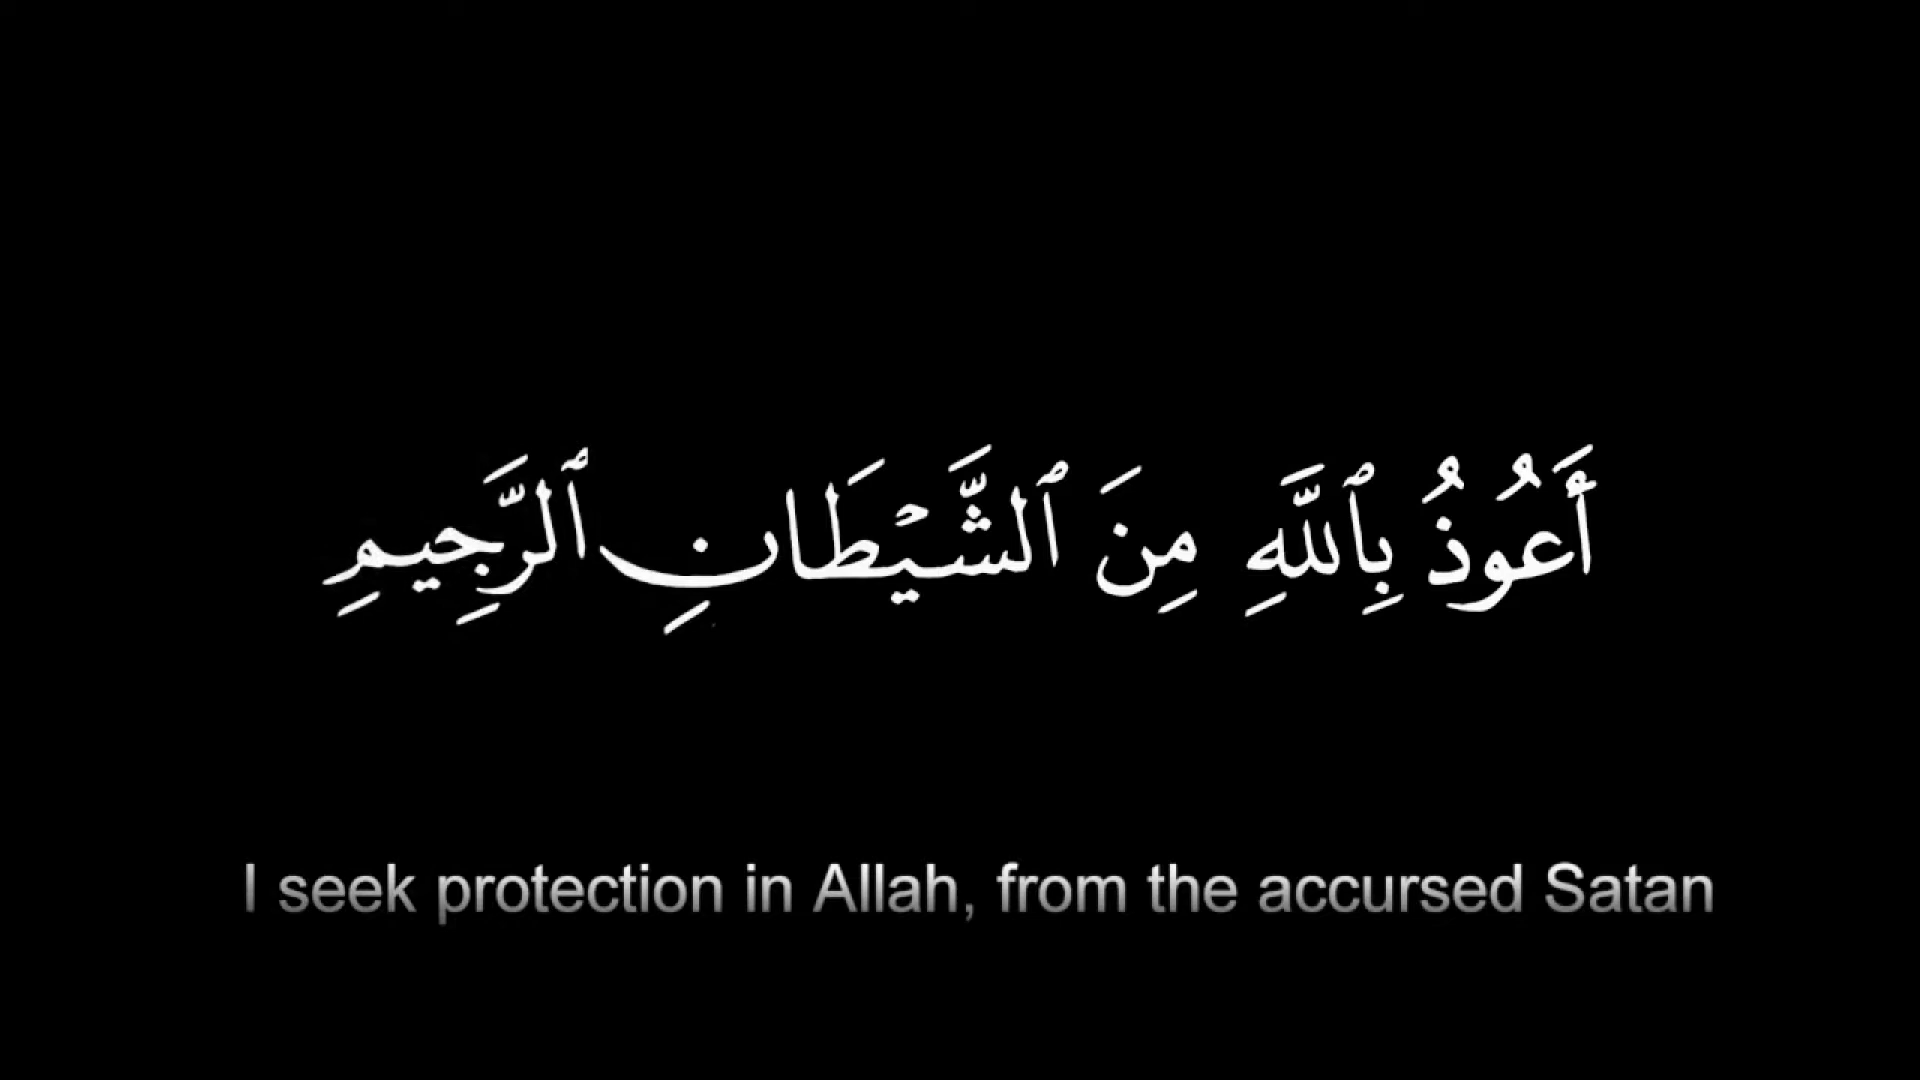 أَعُوذُ بِٱللَّهِ مِنَ ٱلشَّيۡطَانِ ٱلرَّجِيمِ
I seek protection in Allah, from the accursed Satan